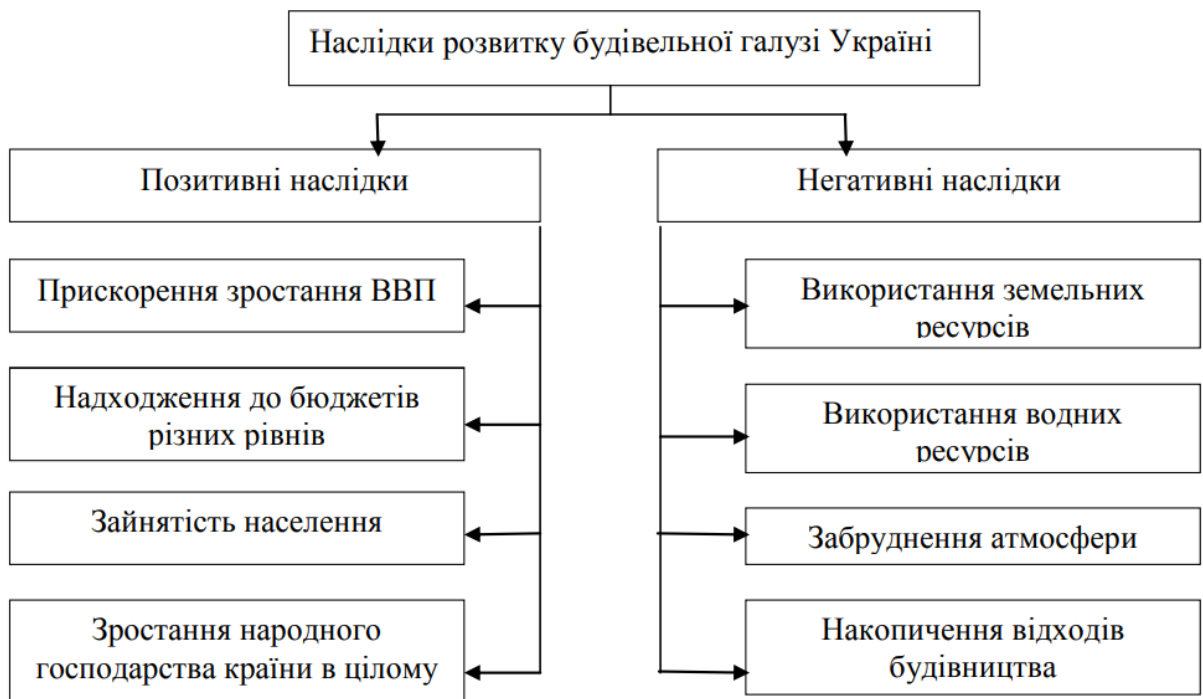 Наслідки розвитку будівельної галузі Україні
Позитивні наслідки
Негативні наслідки
Прискорення зростання ВВП
Надходження до бюджетів
різних рівнів
Зайнятість населення
Зростання народного
господарства країни в цілому
Використання земельних
ресурсів
Використання водних
ресурсів
Забруднення атмосфери
Накопичення відходів
будівництва